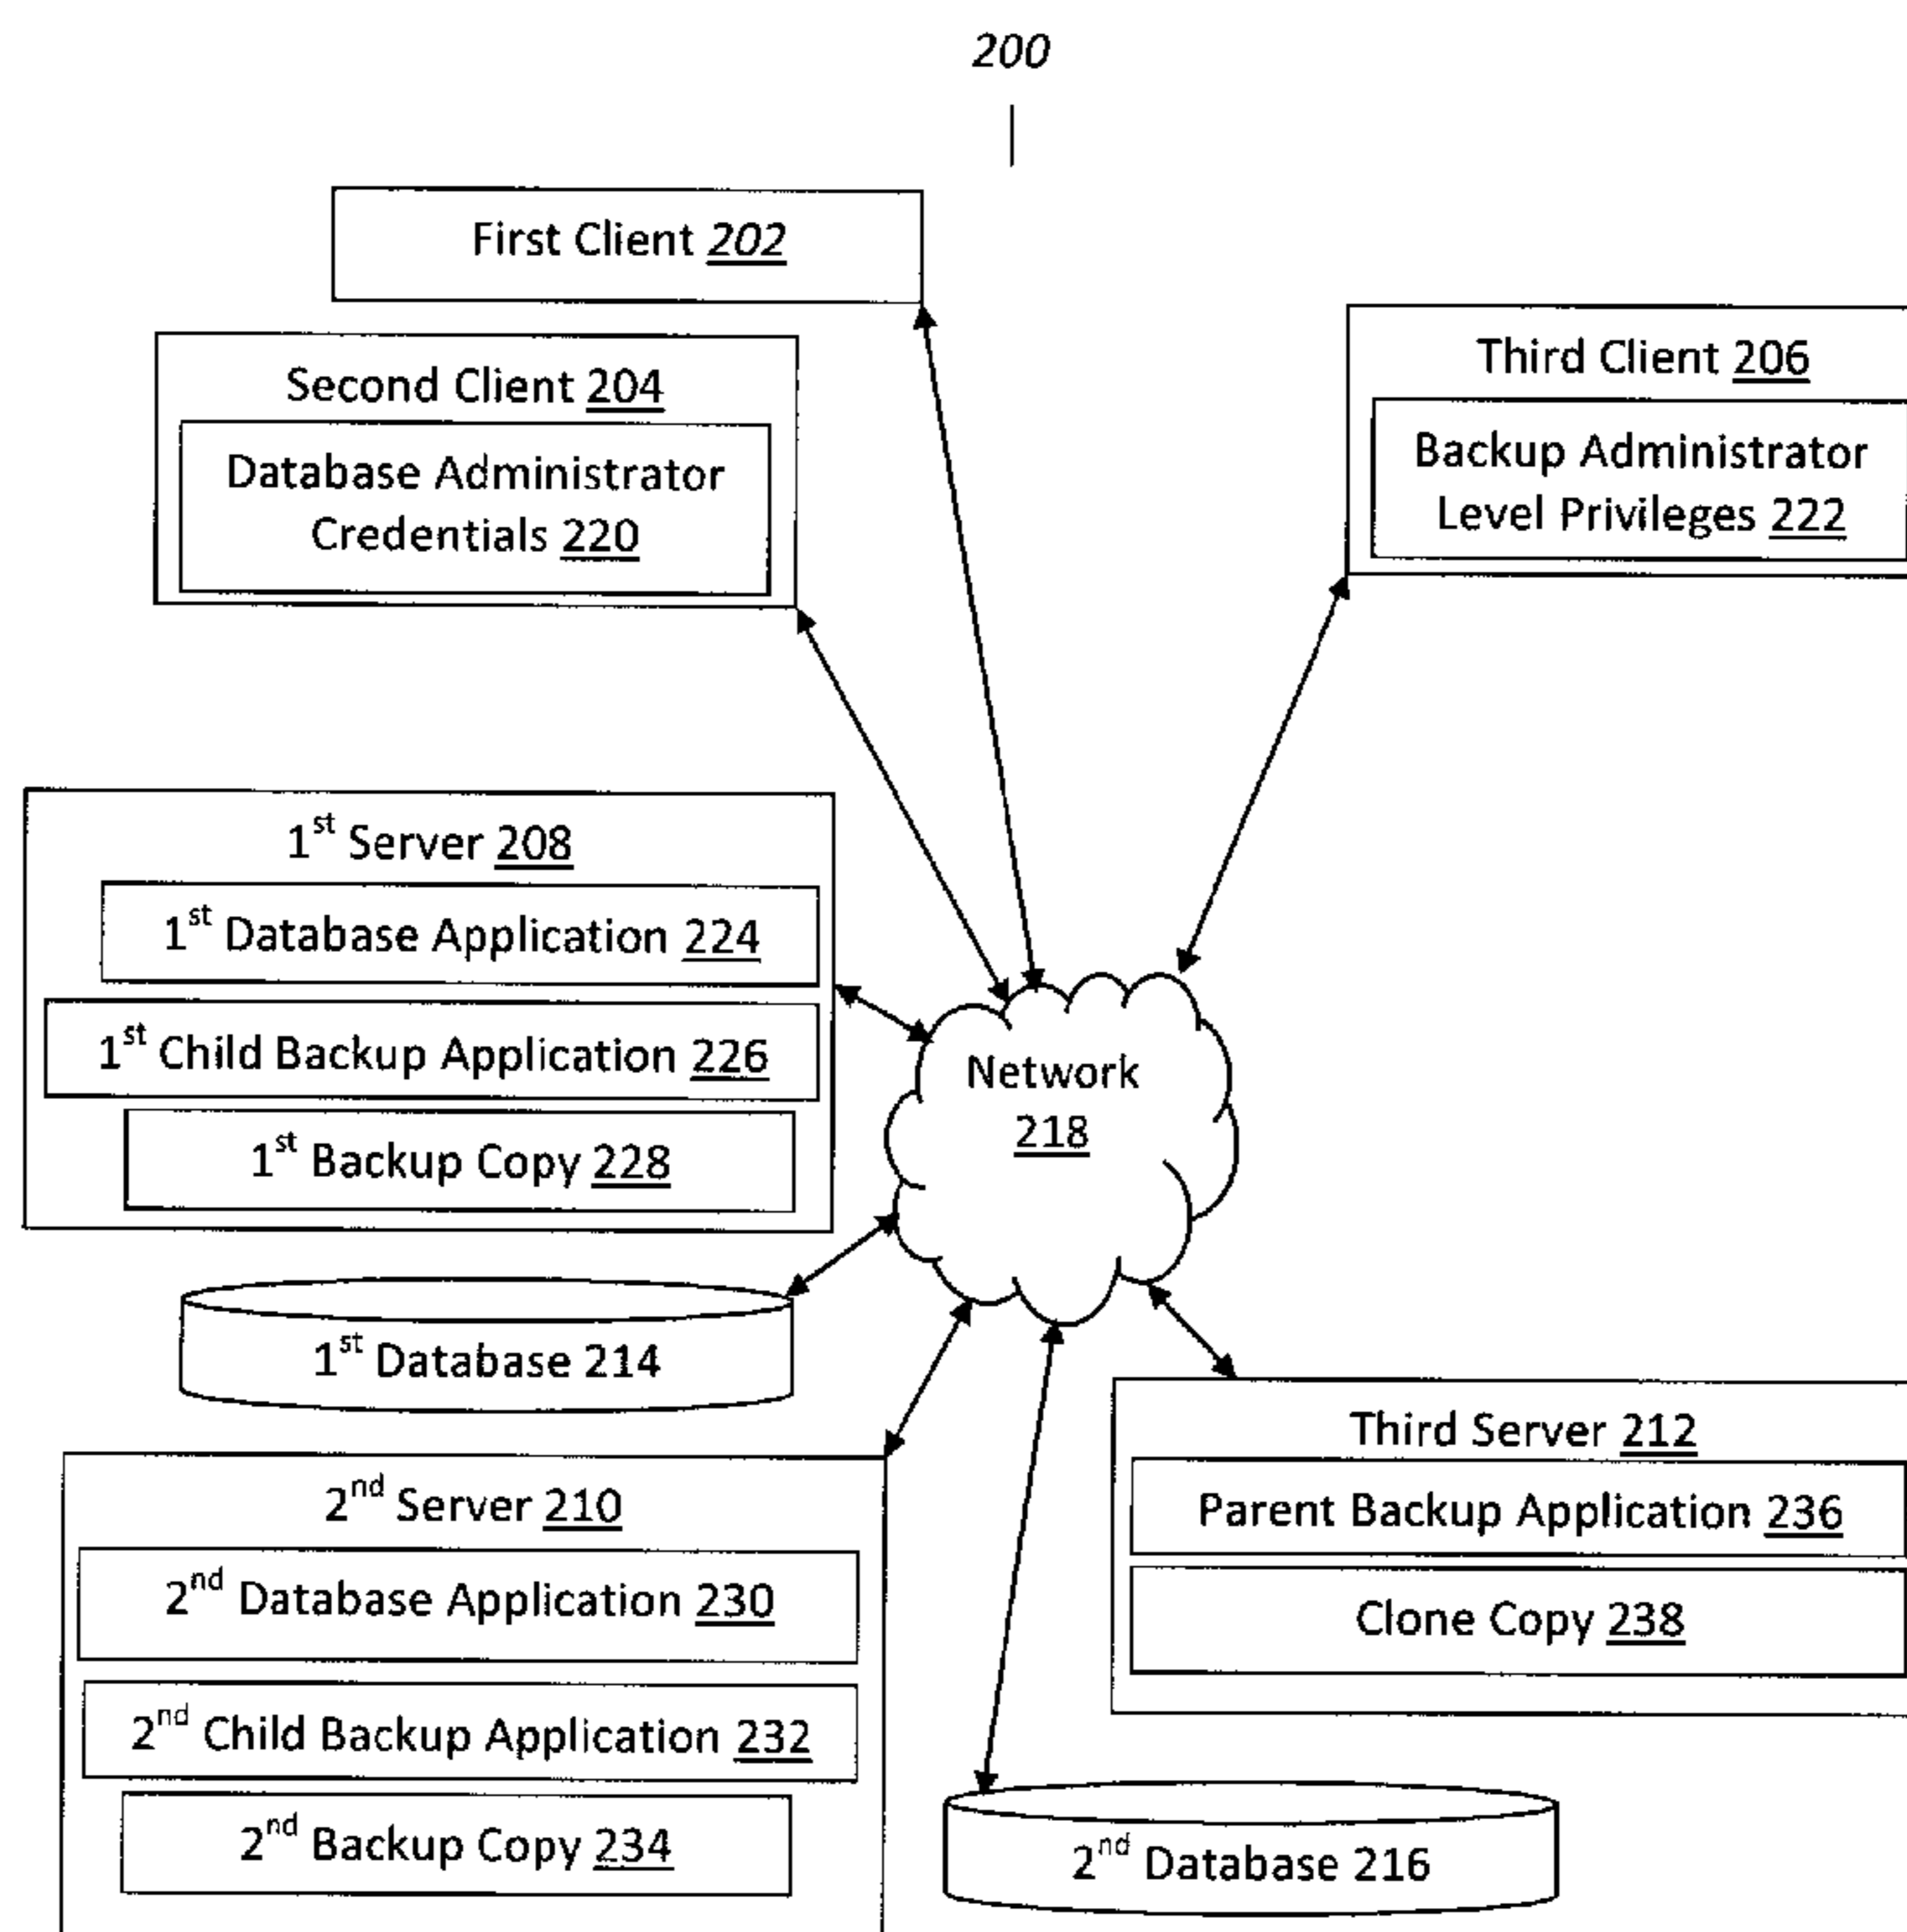 200
First Client 202
Second Client 204
Database Administrator
Credentials 220
Third Client 206
Backup Administrator
Level Privileges 222
1st Server 208
1st Database Application 224
1st Child Backup Application 226
1st Backup Copy 228
Network
218
1st Database 214
2nd Server 210
2nd Database Application 230
2nd Child Backup Application 232
2nd Backup Copy 234
Third Server 212
Parent Backup Application 236
Clone Copy 238
2nd Database 216